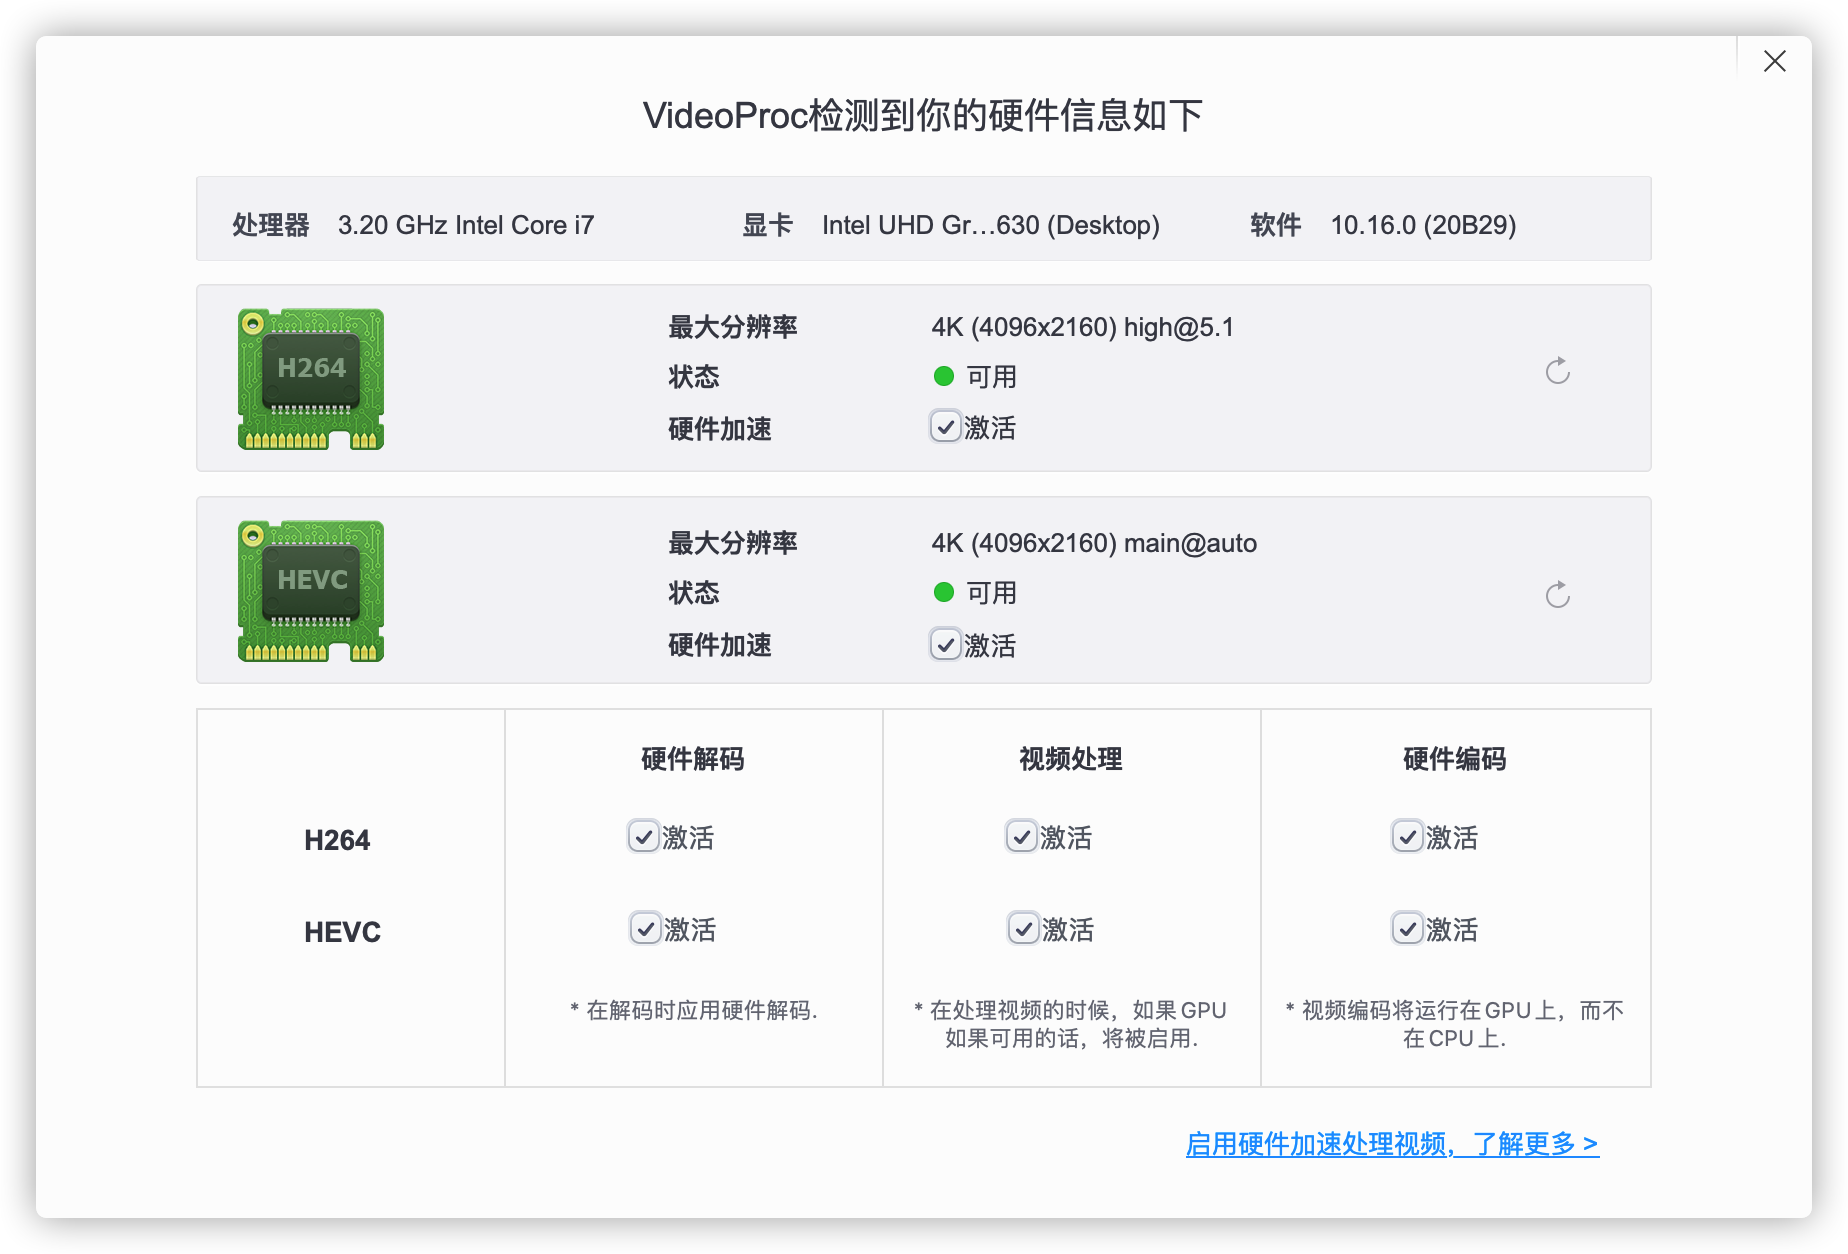 VideoProc检测到你的硬件信息如下
处理器 3.20 GHz Intel Core i7 显卡 Intel UHD Gr...630 (Desktop) 软件 10.16.0 (20B29)
H264
最大分辨率 4K (4096x2160) high@5.1
状态 可用
硬件加速 激活
HEVC
最大分辨率 4K (4096x2160) main@auto
状态 可用
硬件加速 激活
硬件解码 视频处理 硬件编码
H264 激活 激活 激活
HEVC 激活 激活 激活
* 在解码时应用硬件解码.
* 在处理视频的时候，如果GPU
如果可用的话，将被启用.
* 视频编码将运行在GPU上，而不
在CPU上.
启用硬件加速处理视频，了解更多 >